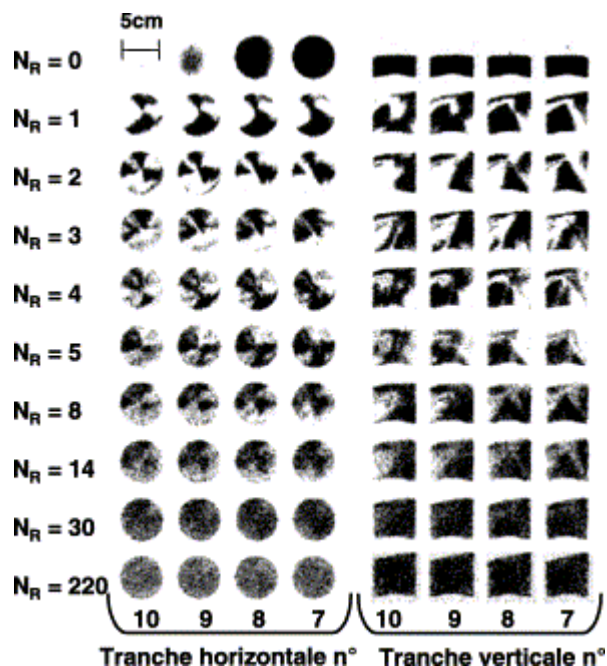 5cm
N_R = 0
N_R = 1
N_R = 2
N_R = 3
N_R = 4
N_R = 5
N_R = 8
N_R = 14
N_R = 30
N_R = 220
10 9 8 7 10 9 8 7
Tranche horizontale n° Tranche verticale n°